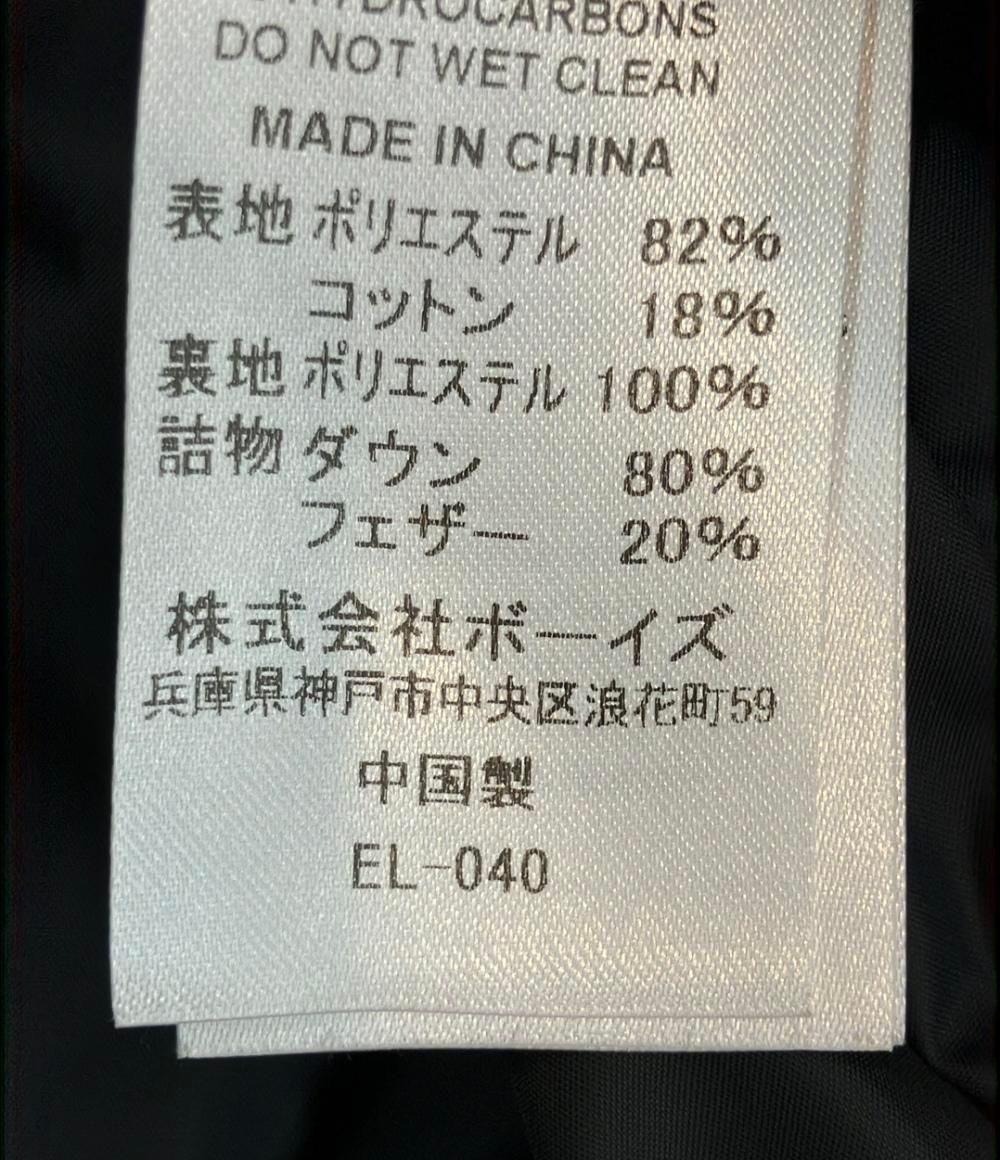 HYDROCARBONS
DO NOT WET CLEAN
MADE IN CHINA
表地 ポリエステル 82%
コットン 18%
裏地 ポリエステル 100%
詰物 ダウン 80%
フェザー 20%
株式会社ボーイズ
兵庫県神戸市中央区浪花町59
中国製
EL-040